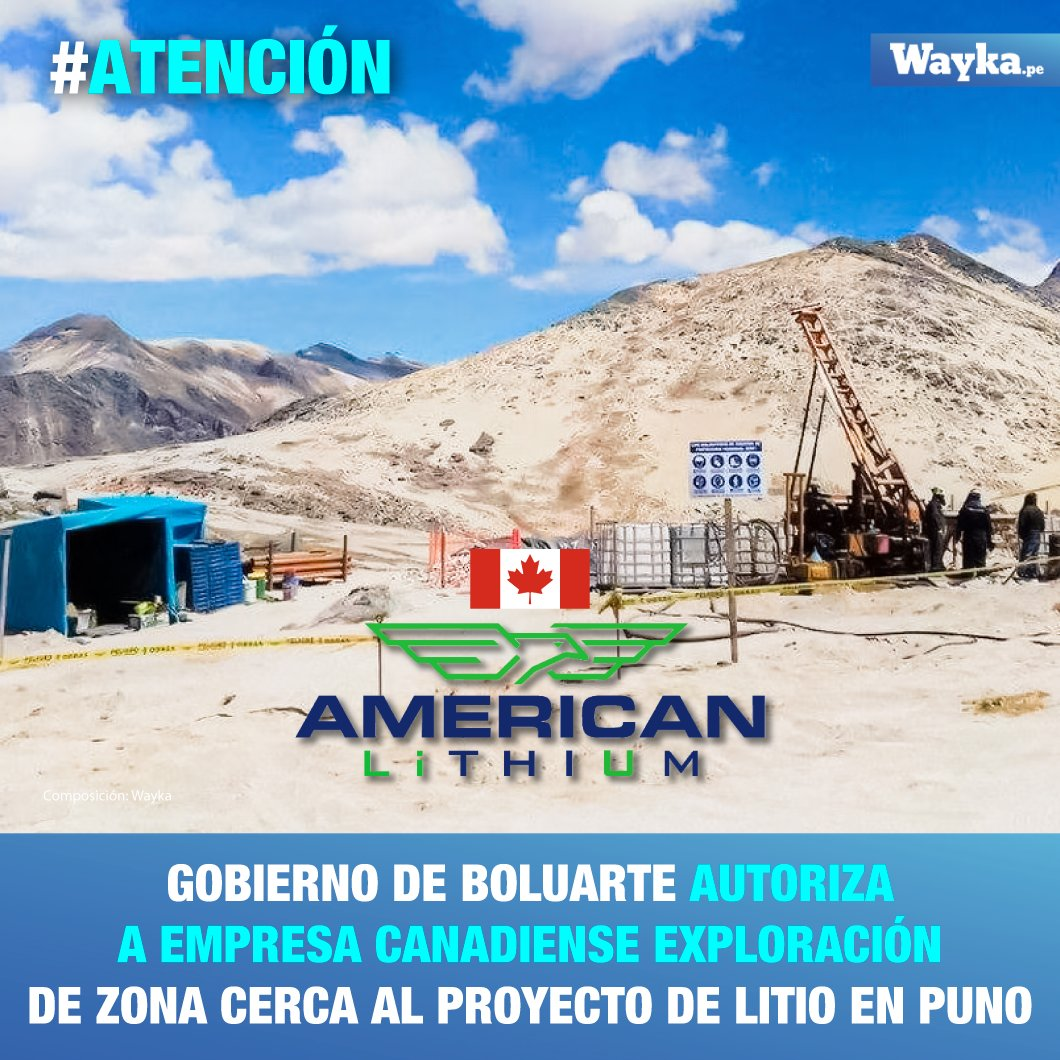 #ATENCIÓN
Wayka.pe
AMERICAN
LiTHIUM
Composición: Wayka
GOBIERNO DE BOLUARTE AUTORIZA
A EMPRESA CANADIENSE EXPLORACIÓN
DE ZONA CERCA AL PROYECTO DE LITIO EN PUNO